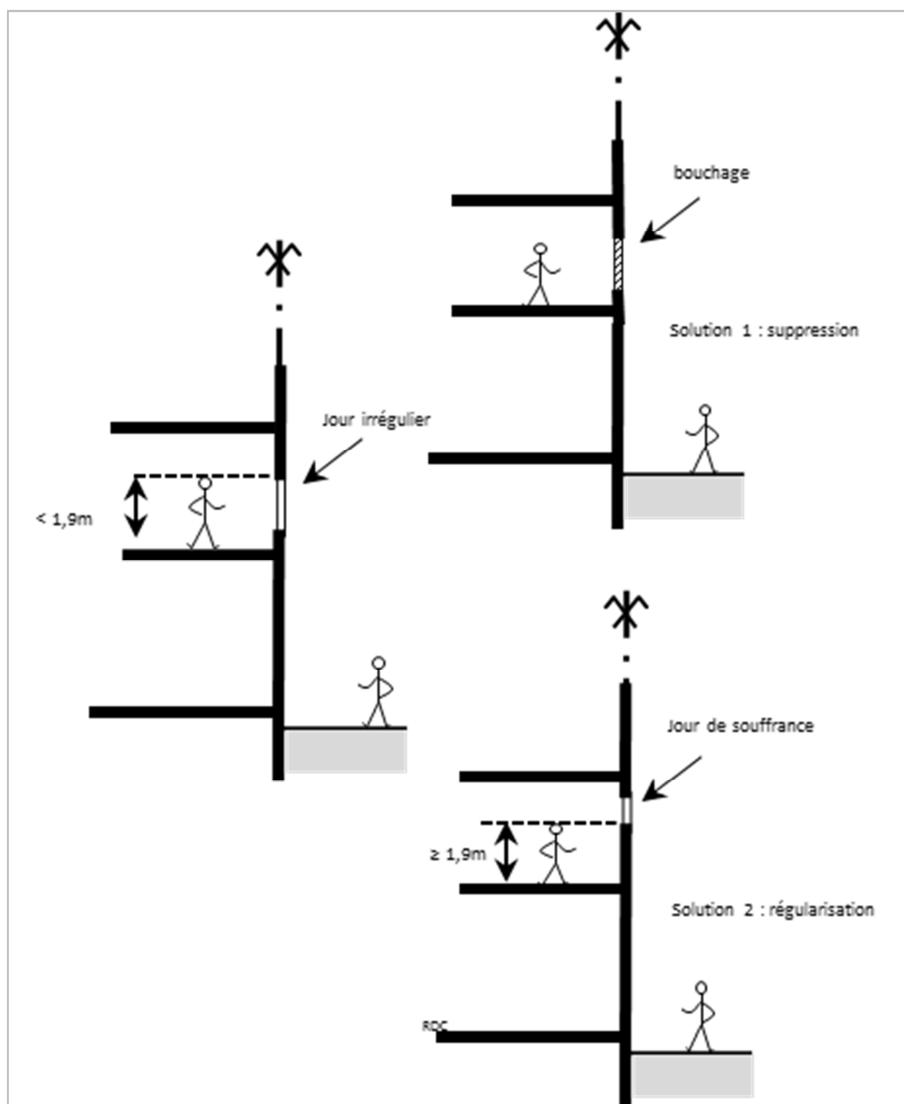 bouchage
Solution 1 : suppression
Jour irrégulier
< 1,9m
Jour de souffrance
≥ 1,9m
Solution 2 : régularisation
RDC